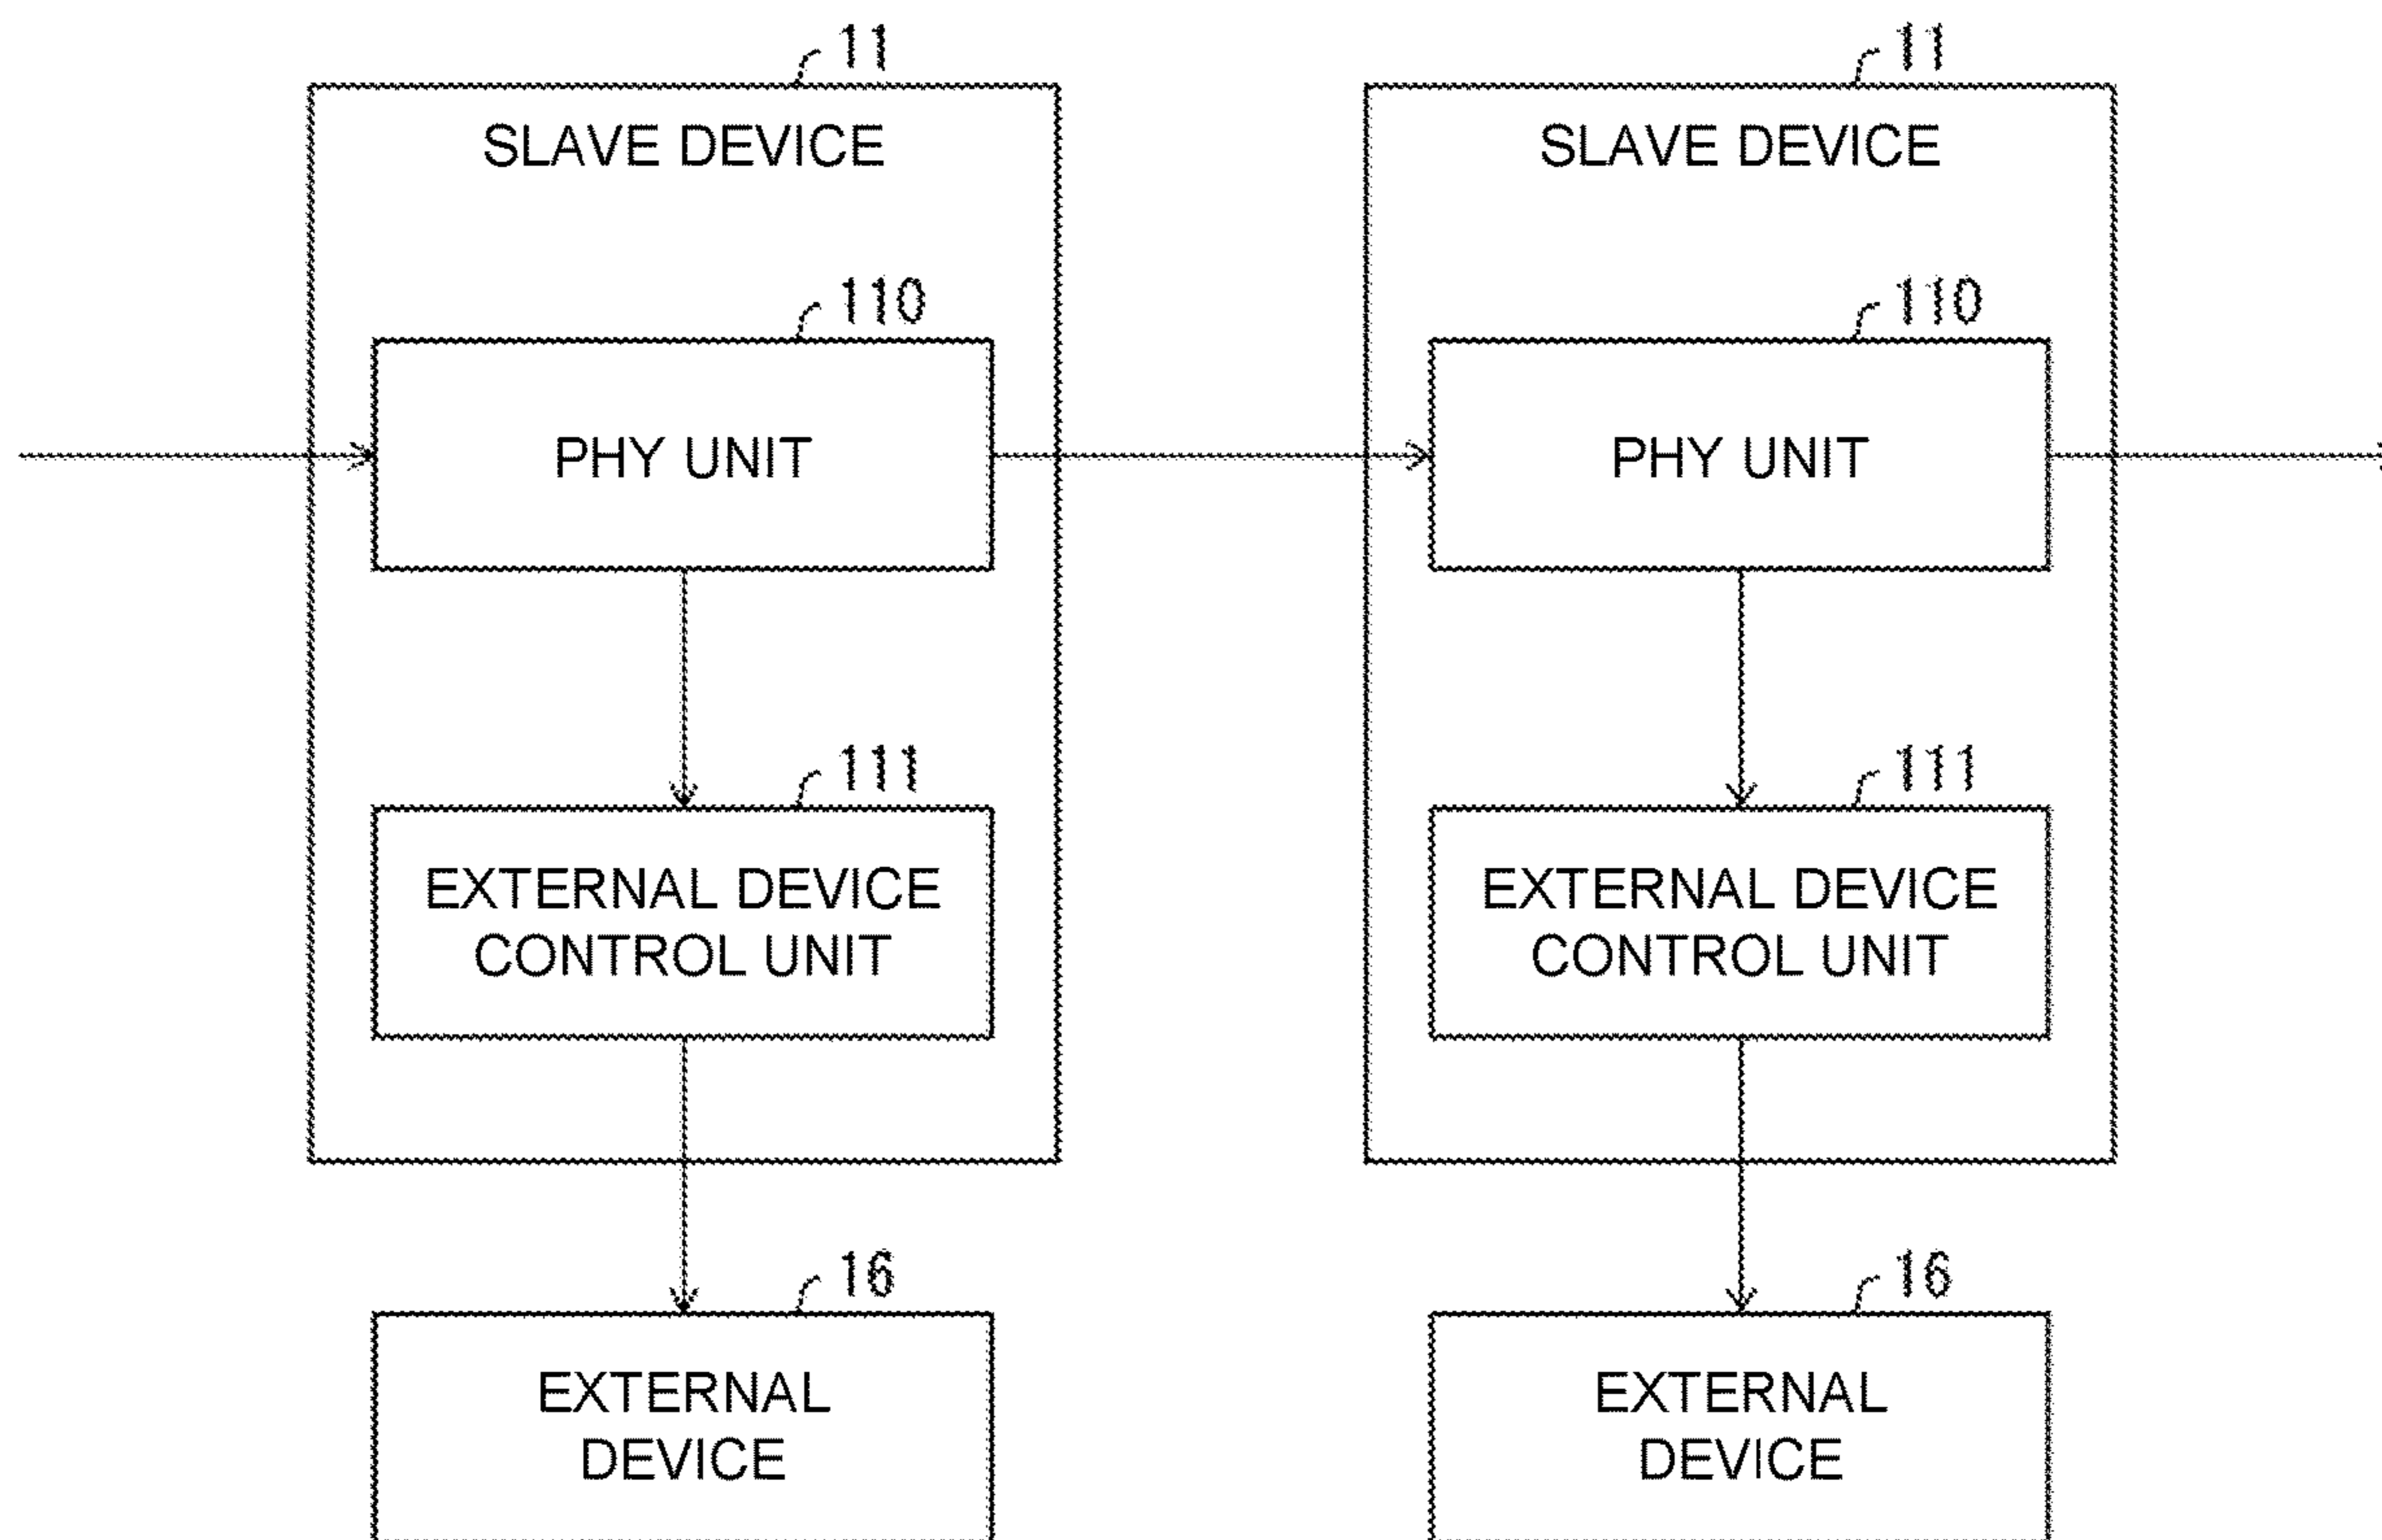 11
11
SLAVE DEVICE
SLAVE DEVICE
110
110
PHY UNIT
PHY UNIT
111
111
EXTERNAL DEVICE
CONTROL UNIT
EXTERNAL DEVICE
CONTROL UNIT
16
16
EXTERNAL
DEVICE
EXTERNAL
DEVICE